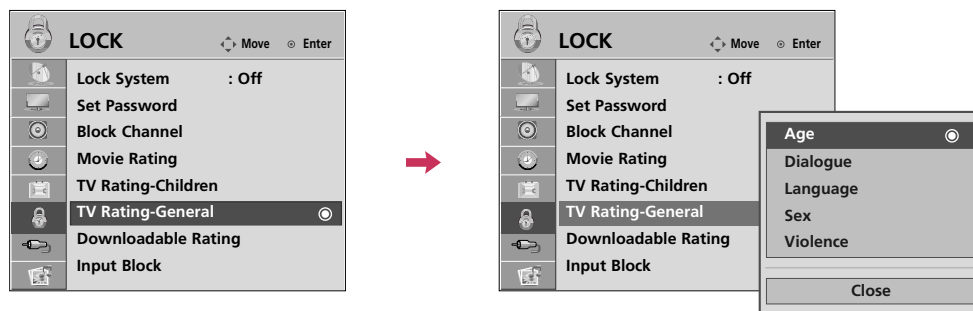 LOCK Move Enter
Lock System : Off
Set Password
Block Channel
Movie Rating
TV Rating-Children
TV Rating-General
Downloadable Rating
Input Block
LOCK Move Enter
Lock System : Off
Set Password
Block Channel
Movie Rating
TV Rating-Children
TV Rating-General
Downloadable Rating
Input Block
Age
Dialogue
Language
Sex
Violence
Close